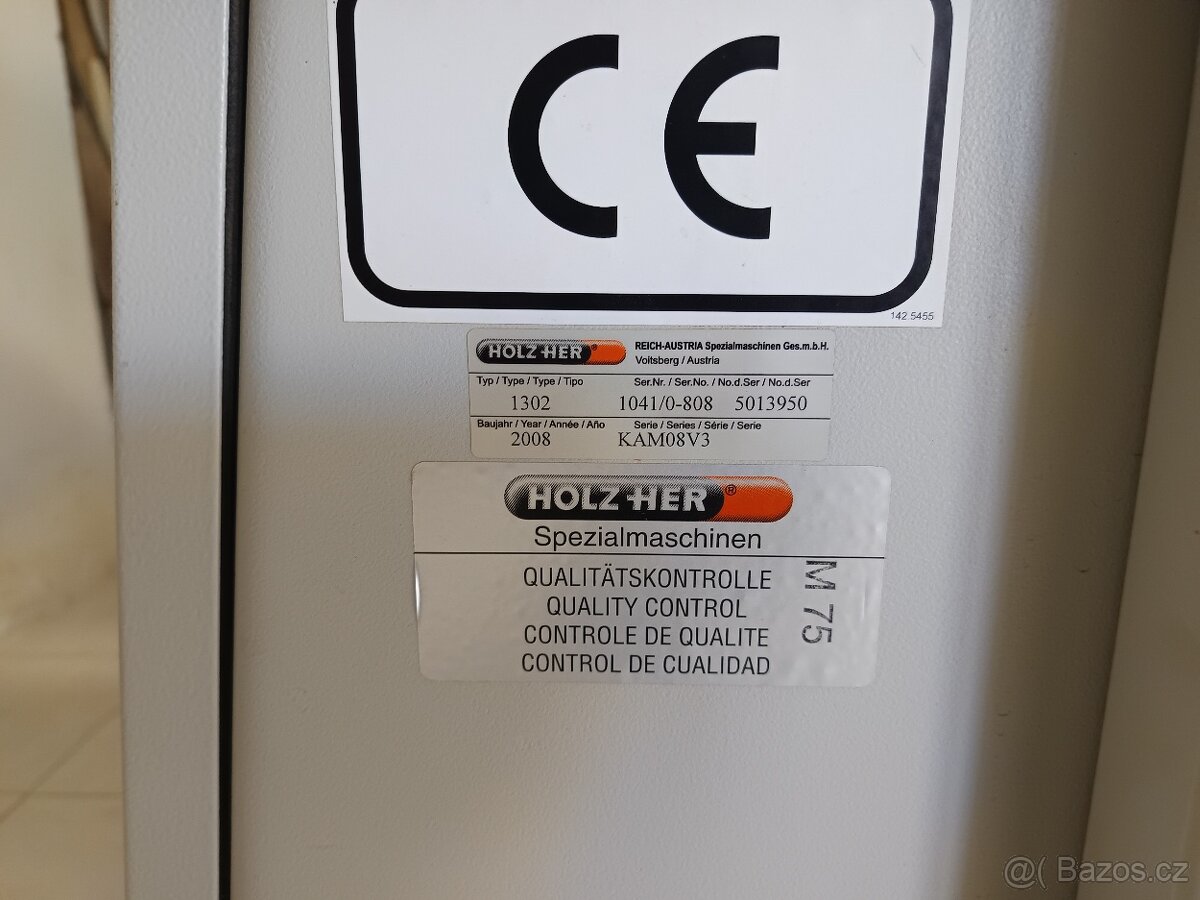 CE
142.5455
HOLZ-HER® REICH-AUSTRIA Spezialmaschinen Ges.m.b.H.
Voitsberg / Austria
Typ / Type / Type / Tipo Ser.Nr. / Ser.No. / No.d.Ser / No.d.Ser
1302 1041/0-808 5013950
Baujahr / Year / Année / Año Serie / Series / Série / Serie
2008 KAM08V3
HOLZ-HER®
Spezialmaschinen
QUALITÄTSKONTROLLE
QUALITY CONTROL
CONTROLE DE QUALITE
CONTROL DE CUALIDAD
M 75
@( Bazos.cz